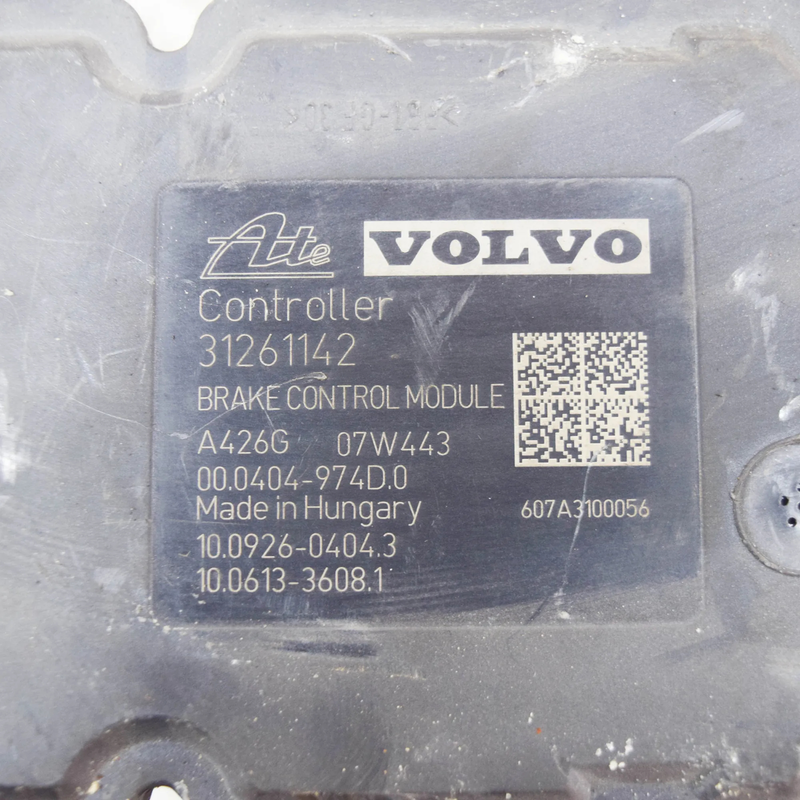 Ate VOLVO
Controller
31261142
BRAKE CONTROL MODULE
A426G 07W443
00.0404-974D.0
Made in Hungary
607A3100056
10.0926-0404.3
10.0613-3608.1